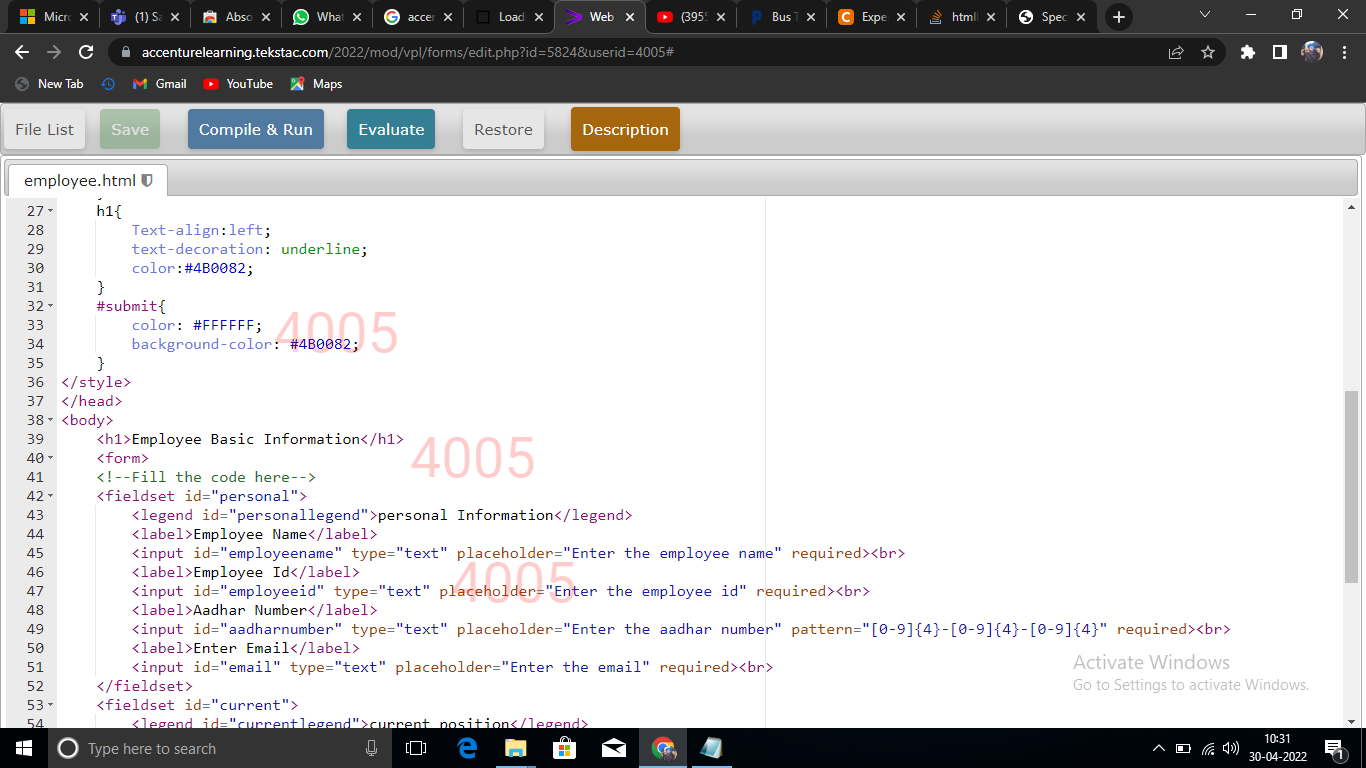 Micro
(1) Sa
Abso
What
accer
Load
Web
(3955
Bus T
Expe
html
Spec
accenturelearning.tekstac.com/2022/mod/vpl/forms/edit.php?id=5824&userid=4005#
New Tab
Gmail
YouTube
Maps
File List
Save
Compile & Run
Evaluate
Restore
Description
employee.html
27 h1{
28 Text-align:left;
29 text-decoration: underline;
30 color:#4B0082;
31 }
32 #submit{
33 color: #FFFFFF;
34 background-color: #4B0082;
35 }
36 </style>
37 </head>
38 <body>
39 <h1>Employee Basic Information</h1>
40 <form>
41 <!--Fill the code here-->
42 <fieldset id="personal">
43 <legend id="personallegend">personal Information</legend>
44 <label>Employee Name</label>
45 <input id="employeename" type="text" placeholder="Enter the employee name" required><br>
46 <label>Employee Id</label>
47 <input id="employeeid" type="text" placeholder="Enter the employee id" required><br>
48 <label>Aadhar Number</label>
49 <input id="aadharnumber" type="text" placeholder="Enter the aadhar number" pattern="[0-9]{4}-[0-9]{4}-[0-9]{4}" required><br>
50 <label>Enter Email</label>
51 <input id="email" type="text" placeholder="Enter the email" required><br>
52 </fieldset>
53 <fieldset id="current">
54 <legend id="currentlegend">current position</legend>
4005
4005
4005
Activate Windows
Go to Settings to activate Windows.
Type here to search
10:31
30-04-2022
1